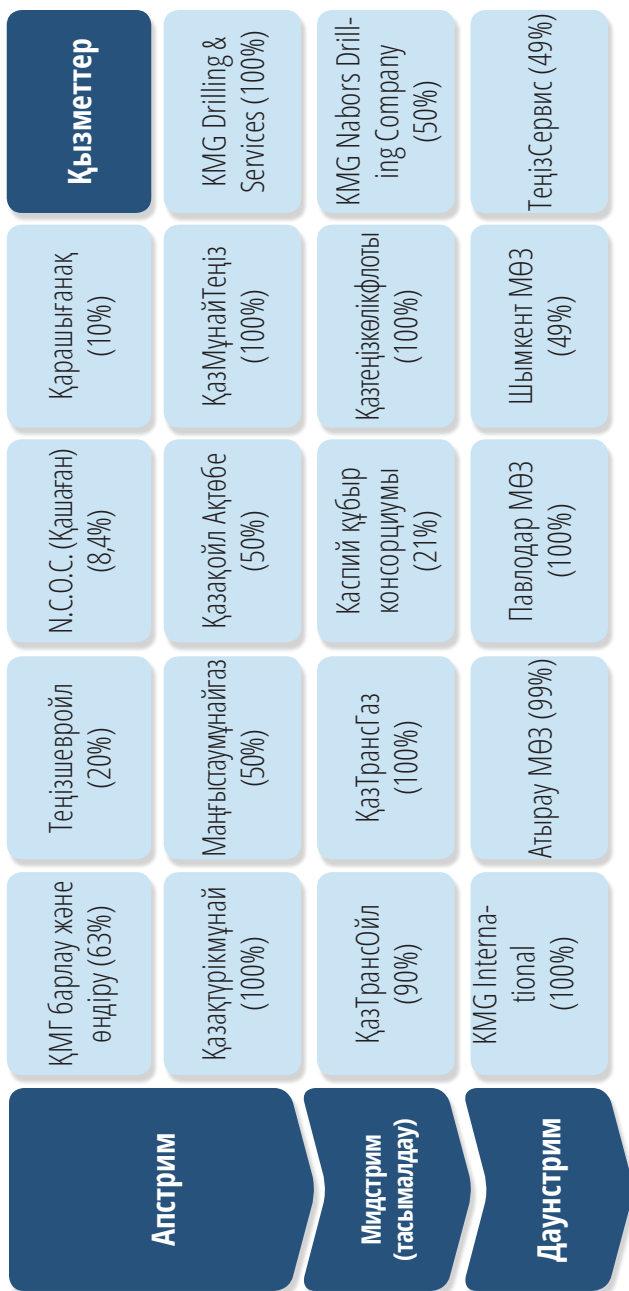 Апстрим
ҚМГ барлау және
өндіру (63%)
Теңізшевройл
(20%)
N.C.O.C. (Қашаған)
(8,4%)
Қарашығанақ
(10%)
Қызметтер
Қазақтүрікмұнай
(100%)
Маңғыстаумұнайгаз
(50%)
Қазақойл Ақтөбе
(50%)
ҚазМұнайТеңіз
(100%)
KMG Drilling &
Services (100%)
Мидстрим
(тасымалдау)
ҚазТрансОйл
(90%)
ҚазТрансГаз
(100%)
Каспий құбыр
консорциумы
(21%)
Қазтеңізкөлікфлоты
(100%)
KMG Nabors Drill-
ing Company
(50%)
Даунстрим
KMG Interna-
tional
(100%)
Атырау МӨЗ (99%)
Павлодар МӨЗ
(100%)
Шымкент МӨЗ
(49%)
ТеңізСервис (49%)